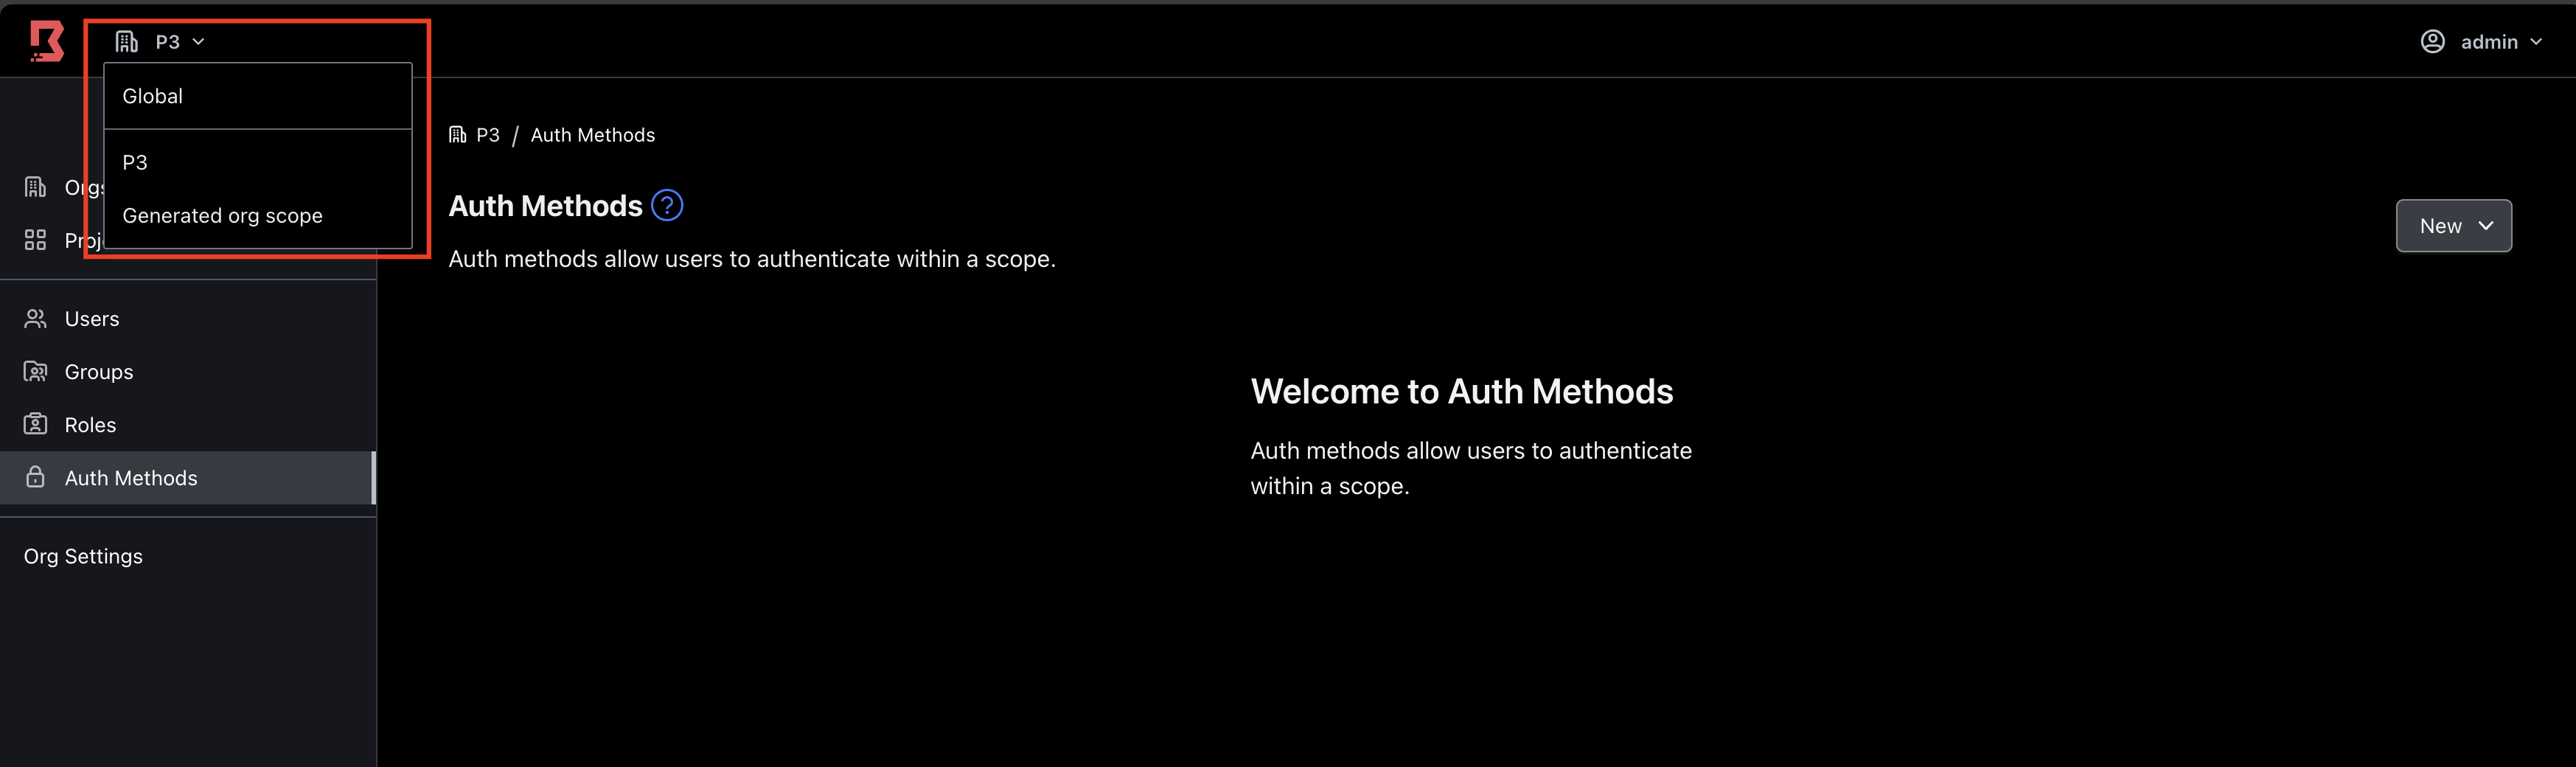 P3
admin
Global
P3
Generated org scope
Orgs
Proj
Users
Groups
Roles
Auth Methods
Org Settings
P3 / Auth Methods
Auth Methods ?
Auth methods allow users to authenticate within a scope.
New
Welcome to Auth Methods
Auth methods allow users to authenticate
within a scope.